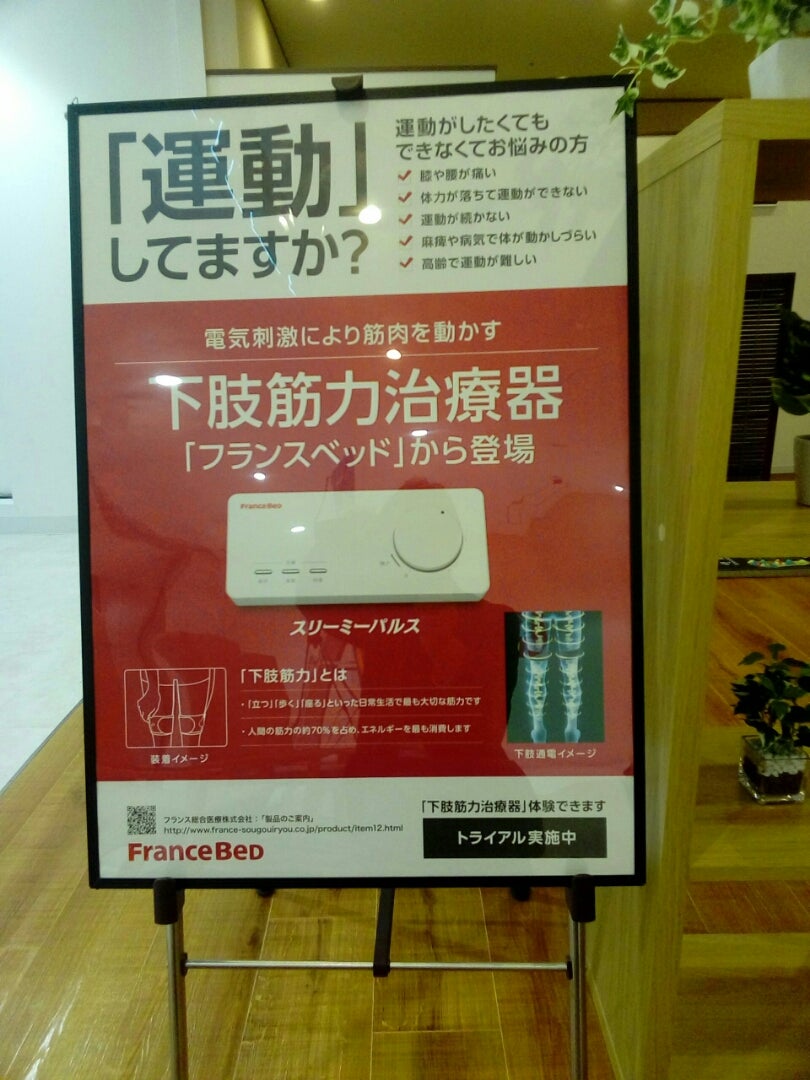 「運動」
してますか?
運動がしたくても
できなくてお悩みの方
膝や腰が痛い
体力が落ちて運動ができない
運動が続かない
麻痺や病気で体が動かしづらい
高齢で運動が難しい
電気刺激により筋肉を動かす
下肢筋力治療器
「フランスベッド」から登場
FranceBed
スリーミーパルス
「下肢筋力」とは
・「立つ」「歩く」「座る」といった日常生活で最も大切な筋力です
・人間の筋力の約70%を占め、エネルギーを最も消費します
装着イメージ
下肢通電イメージ
フランス総合医療株式会社:「製品のご案内」
http://www.france-sougouiryou.co.jp/product/item12.html
FranceBed
「下肢筋力治療器」体験できます
トライアル実施中